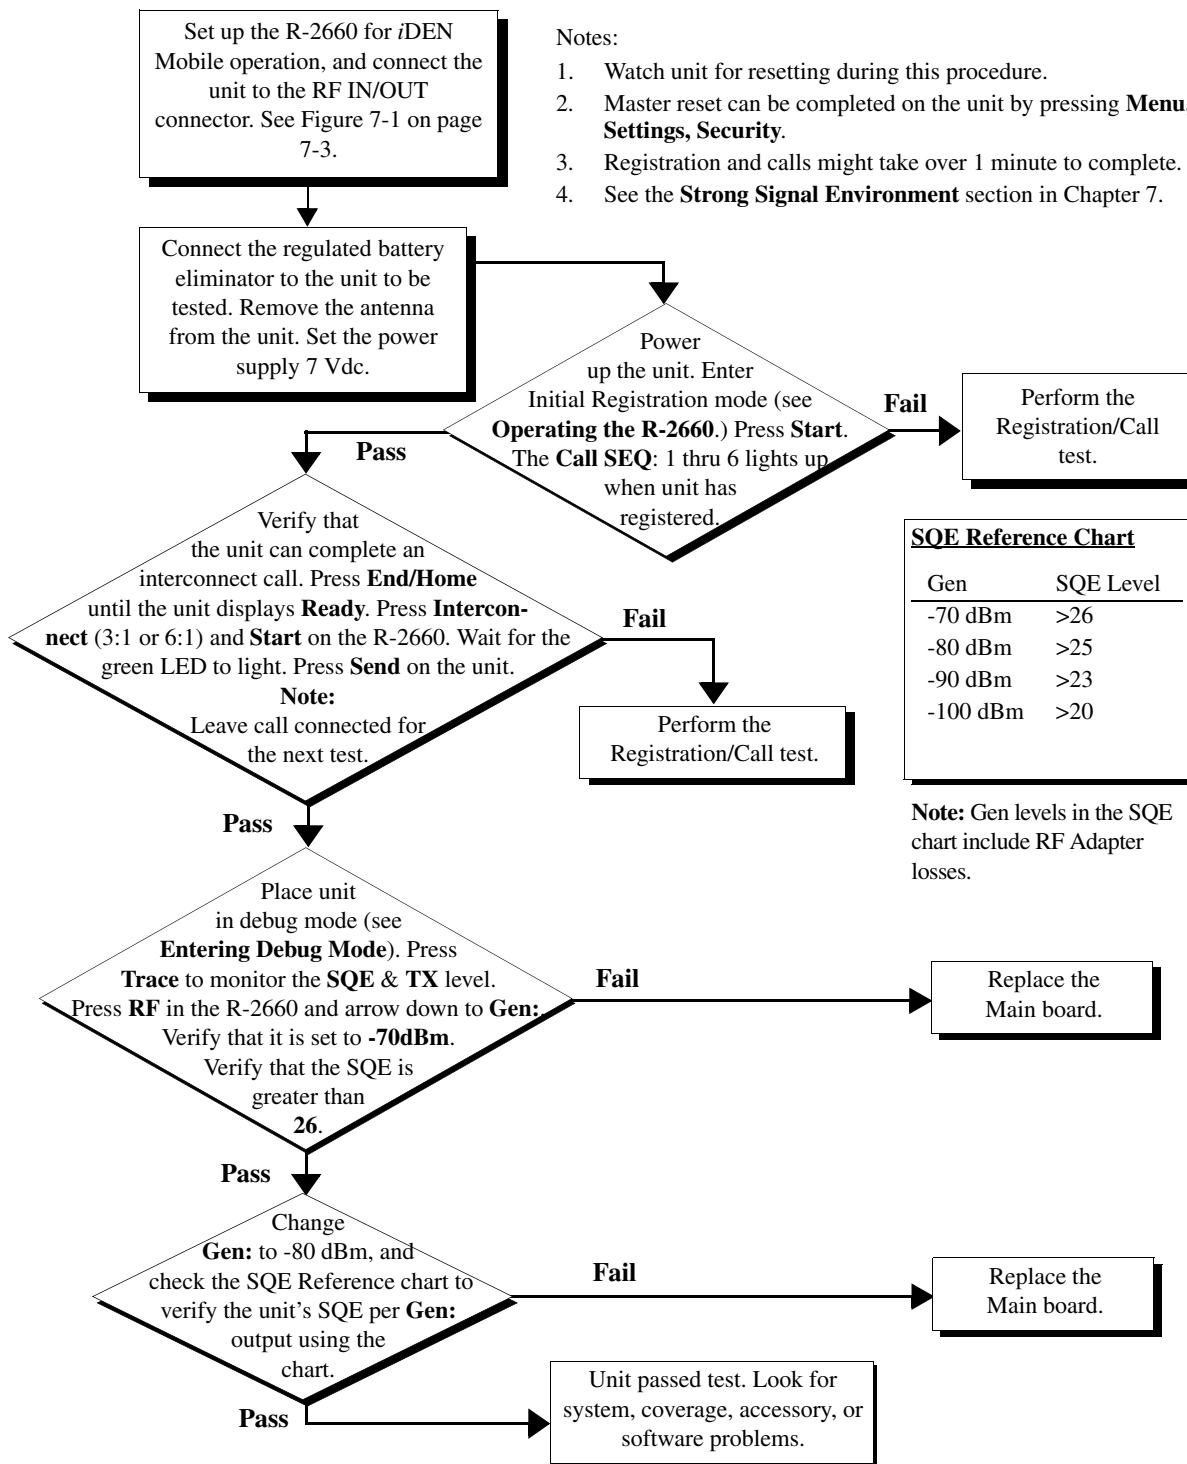 Set up the R-2660 for iDEN
Mobile operation, and connect the
unit to the RF IN/OUT
connector. See Figure 7-1 on page
7-3.
Notes:
1. Watch unit for resetting during this procedure.
2. Master reset can be completed on the unit by pressing Menu,
Settings, Security.
3. Registration and calls might take over 1 minute to complete.
4. See the Strong Signal Environment section in Chapter 7.
Connect the regulated battery
eliminator to the unit to be
tested. Remove the antenna
from the unit. Set the power
supply 7 Vdc.
Power
up the unit. Enter
Initial Registration mode (see
Operating the R-2660.) Press Start.
The Call SEQ: 1 thru 6 lights up
when unit has
registered.
Fail
Perform the
Registration/Call
test.
Pass
Verify that
the unit can complete an
interconnect call. Press End/Home
until the unit displays Ready. Press Intercon-
nect (3:1 or 6:1) and Start on the R-2660. Wait for the
green LED to light. Press Send on the unit.
Note:
Leave call connected for
the next test.
Fail
Perform the
Registration/Call test.
SQE Reference Chart
Gen SQE Level
-70 dBm >26
-80 dBm >25
-90 dBm >23
-100 dBm >20
Note: Gen levels in the SQE
chart include RF Adapter
losses.
Pass
Place unit
in debug mode (see
Entering Debug Mode). Press
Trace to monitor the SQE & TX level.
Press RF in the R-2660 and arrow down to Gen:.
Verify that it is set to -70dBm.
Verify that the SQE is
greater than
26.
Fail
Replace the
Main board.
Pass
Change
Gen: to -80 dBm, and
check the SQE Reference chart to
verify the unit's SQE per Gen:
output using the
chart.
Fail
Replace the
Main board.
Pass
Unit passed test. Look for
system, coverage, accessory, or
software problems.